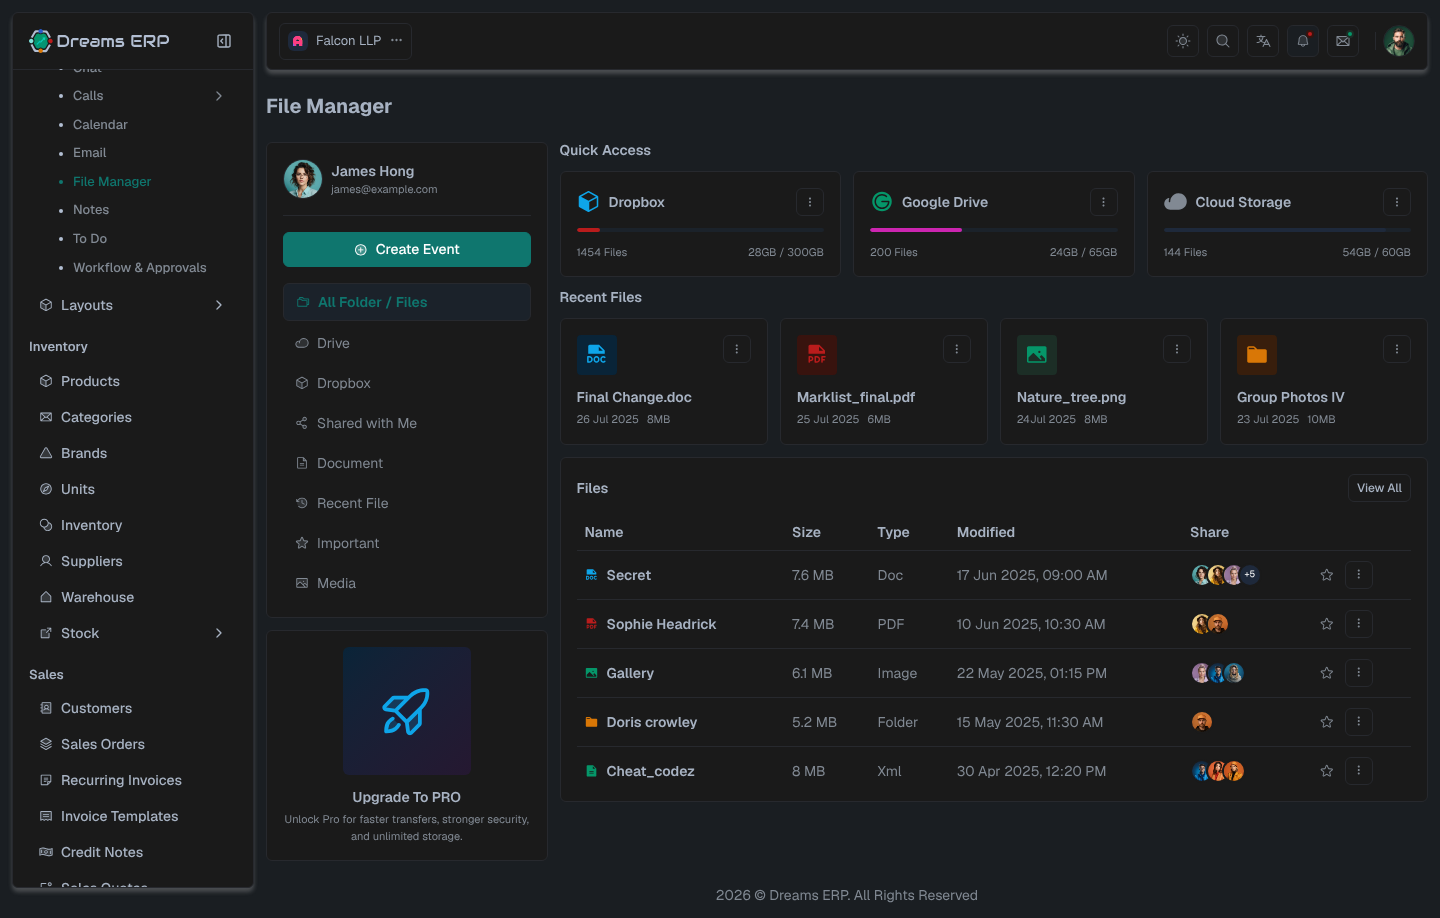 Dreams ERP
Chat
Calls
Calendar
Email
File Manager
Notes
To Do
Workflow & Approvals
Layouts
Inventory
Products
Categories
Brands
Units
Inventory
Suppliers
Warehouse
Stock
Sales
Customers
Sales Orders
Recurring Invoices
Invoice Templates
Credit Notes
Sales Quotes
Falcon LLP
File Manager
James Hong
james@example.com
Create Event
All Folder / Files
Drive
Dropbox
Shared with Me
Document
Recent File
Important
Media
Upgrade To PRO
Unlock Pro for faster transfers, stronger security,
and unlimited storage.
Quick Access
Dropbox
1454 Files 28GB / 300GB
Google Drive
200 Files 24GB / 65GB
Cloud Storage
144 Files 54GB / 60GB
Recent Files
DOC
Final Change.doc
26 Jul 2025 8MB
PDF
Marklist_final.pdf
25 Jul 2025 6MB
Nature_tree.png
24Jul 2025 8MB
Group Photos IV
23 Jul 2025 10MB
Files View All
Name Size Type Modified Share
DOC Secret 7.6 MB Doc 17 Jun 2025, 09:00 AM +5
PDF Sophie Headrick 7.4 MB PDF 10 Jun 2025, 10:30 AM
Gallery 6.1 MB Image 22 May 2025, 01:15 PM
Doris crowley 5.2 MB Folder 15 May 2025, 11:30 AM
Cheat_codez 8 MB Xml 30 Apr 2025, 12:20 PM
2026 © Dreams ERP. All Rights Reserved